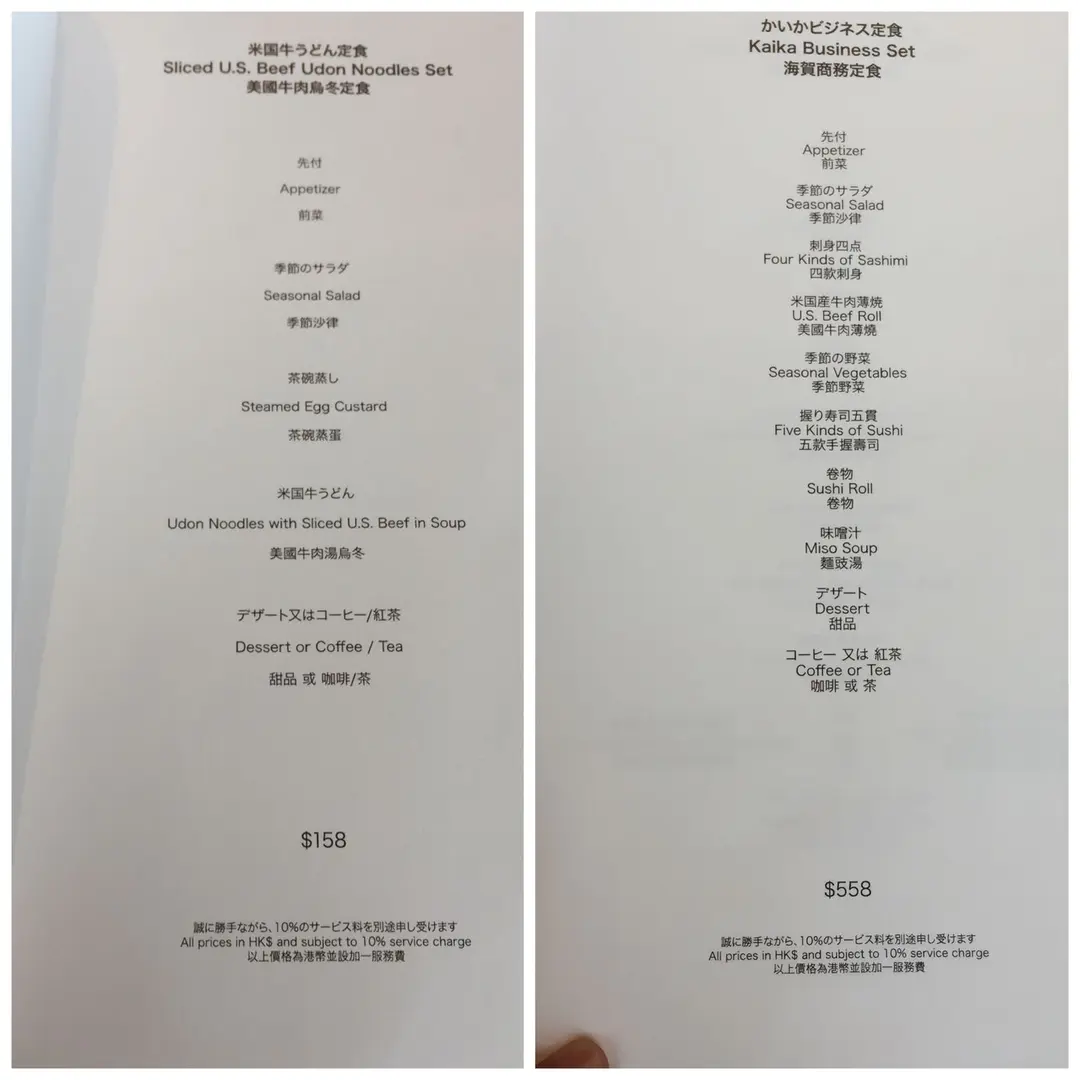 米国牛うどん定食
Sliced U.S. Beef Udon Noodles Set
美國牛肉烏冬定食
先付
Appetizer
前菜
季節のサラダ
Seasonal Salad
季節沙律
茶碗蒸し
Steamed Egg Custard
茶碗蒸蛋
米国牛うどん
Udon Noodles with Sliced U.S. Beef in Soup
美國牛肉湯烏冬
デザート又はコーヒー/紅茶
Dessert or Coffee / Tea
甜品 或 咖啡/茶
$158
誠に勝手ながら、10%のサービス料を別途申し受けます
All prices in HK$ and subject to 10% service charge
以上價格為港幣並設加一服務費
かいかビジネス定食
Kaika Business Set
海賀商務定食
先付
Appetizer
前菜
季節のサラダ
Seasonal Salad
季節沙律
刺身四点
Four Kinds of Sashimi
四款刺身
米国産牛肉薄焼
U.S. Beef Roll
美國牛肉薄燒
季節の野菜
Seasonal Vegetables
季節野菜
握り寿司五貫
Five Kinds of Sushi
五款手握壽司
卷物
Sushi Roll
卷物
味噌汁
Miso Soup
麵豉湯
デザート
Dessert
甜品
コーヒー 又は 紅茶
Coffee or Tea
咖啡 或 茶
$558
誠に勝手ながら、10%のサービス料を別途申し受けます
All prices in HK$ and subject to 10% service charge
以上價格為港幣並設加一服務費